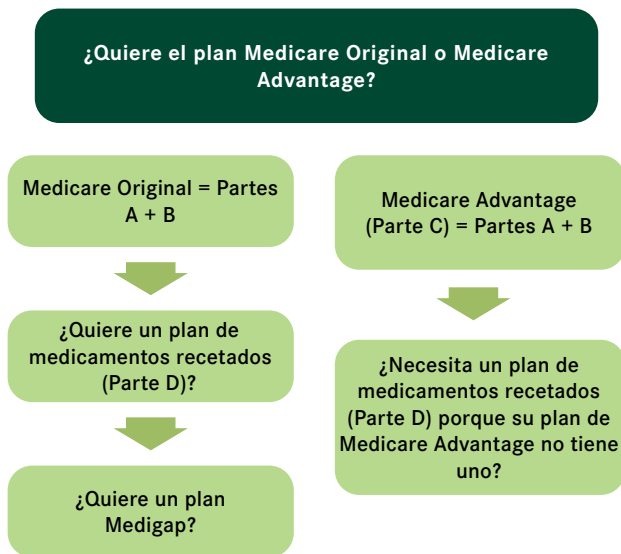 ¿Quiere el plan Medicare Original o Medicare
Advantage?
Medicare Original = Partes
A + B
¿Quiere un plan de
medicamentos recetados
(Parte D)?
¿Quiere un plan
Medigap?
Medicare Advantage
(Parte C) = Partes A + B
¿Necesita un plan de
medicamentos recetados
(Parte D) porque su plan de
Medicare Advantage no tiene
uno?